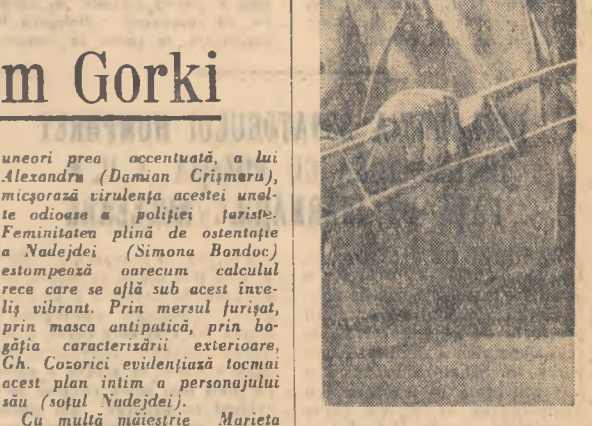 m Gorki
uneori prea accentuată, a lui
Alexandra (Damian Crîşmaru),
micşorază virulenţa acestei unel-
te odioase a poliţiei ţariste.
Feminitatea plină de ostentaţie
a Nadejdei (Simona Bondoc)
estompează oarecum calculul
rece care se află sub acest înve-
liş vibrant. Prin mersul furişat,
prin masca antipatică, prin bo-
găţia caracterizării exterioare,
Gh. Cozorici evidenţiază tocmai
acest plan intim a personajului
său (soţul Nadejdei).
Cu multă măiestrie Marieta